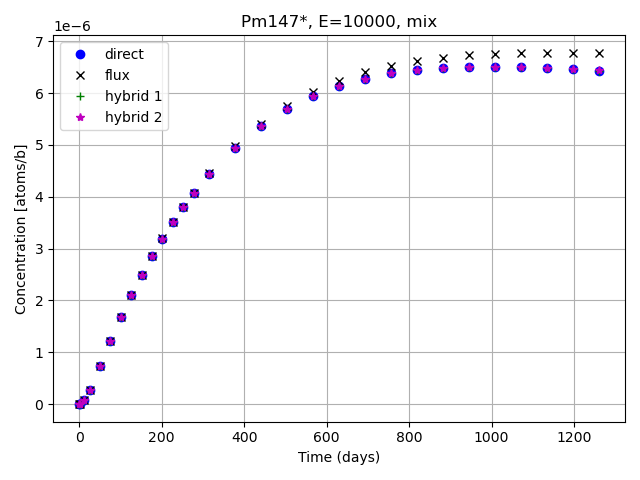 Pm147*, E=10000, mix
1e−6
7
6
5
4
3
2
1
0
Concentration [atoms/b]
direct
flux
hybrid 1
hybrid 2
0 200 400 600 800 1000 1200
Time (days)